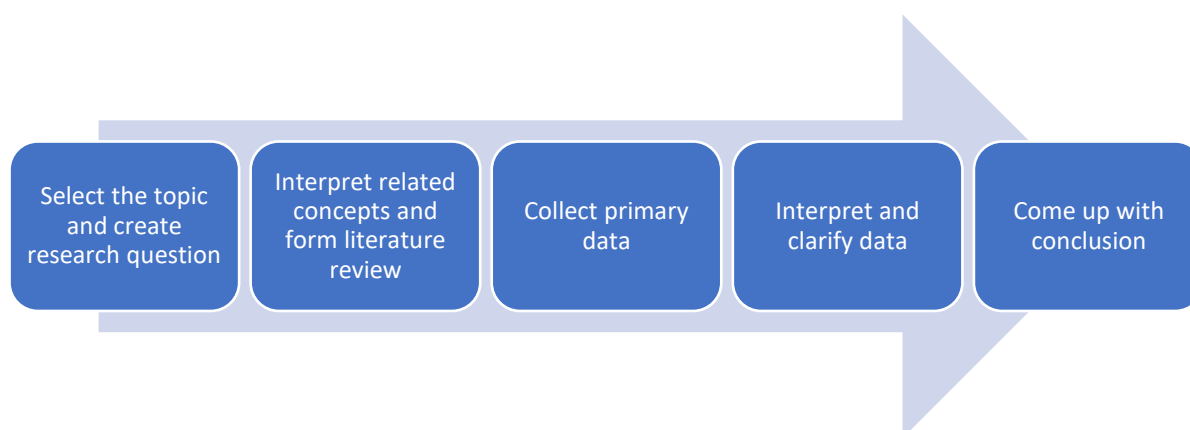 Select the topic
and create
research question
Interpret related
concepts and
form literature
review
Collect primary
data
Interpret and
clarify data
Come up with
conclusion